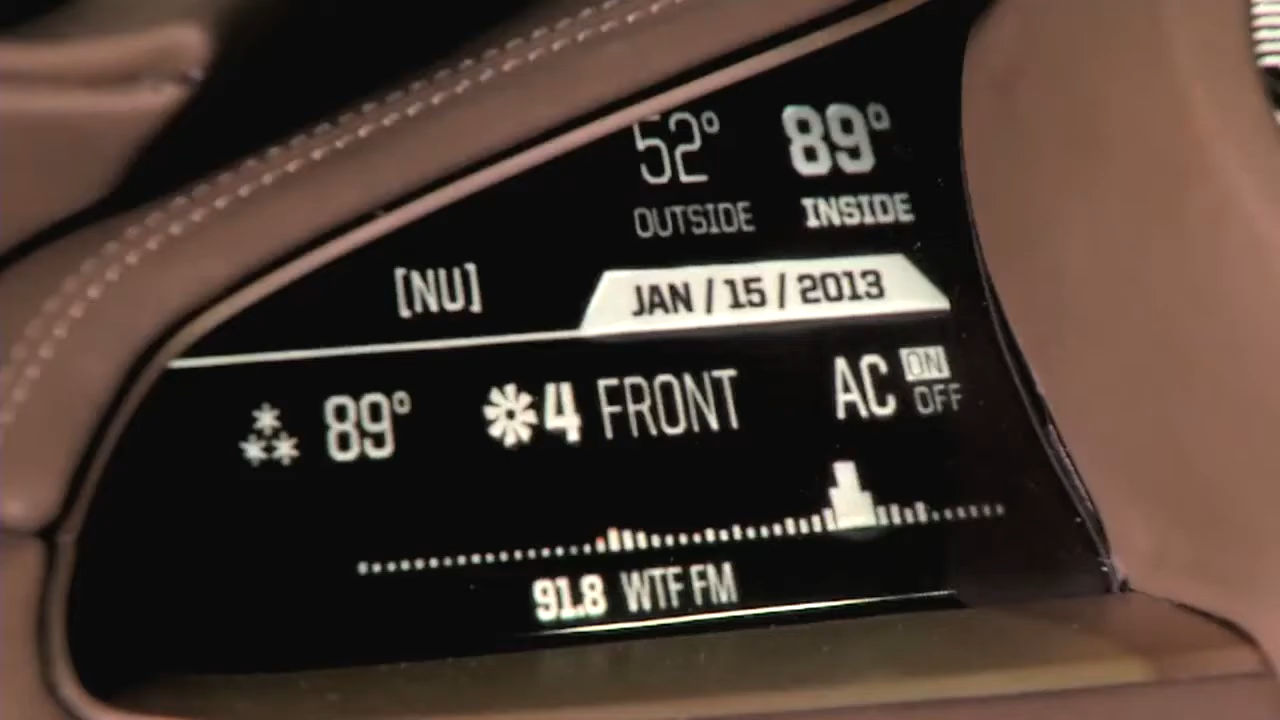 52° 89°
OUTSIDE INSIDE
[NU] JAN / 15 / 2013
89° 4 FRONT AC ON OFF
91.8 WTF FM